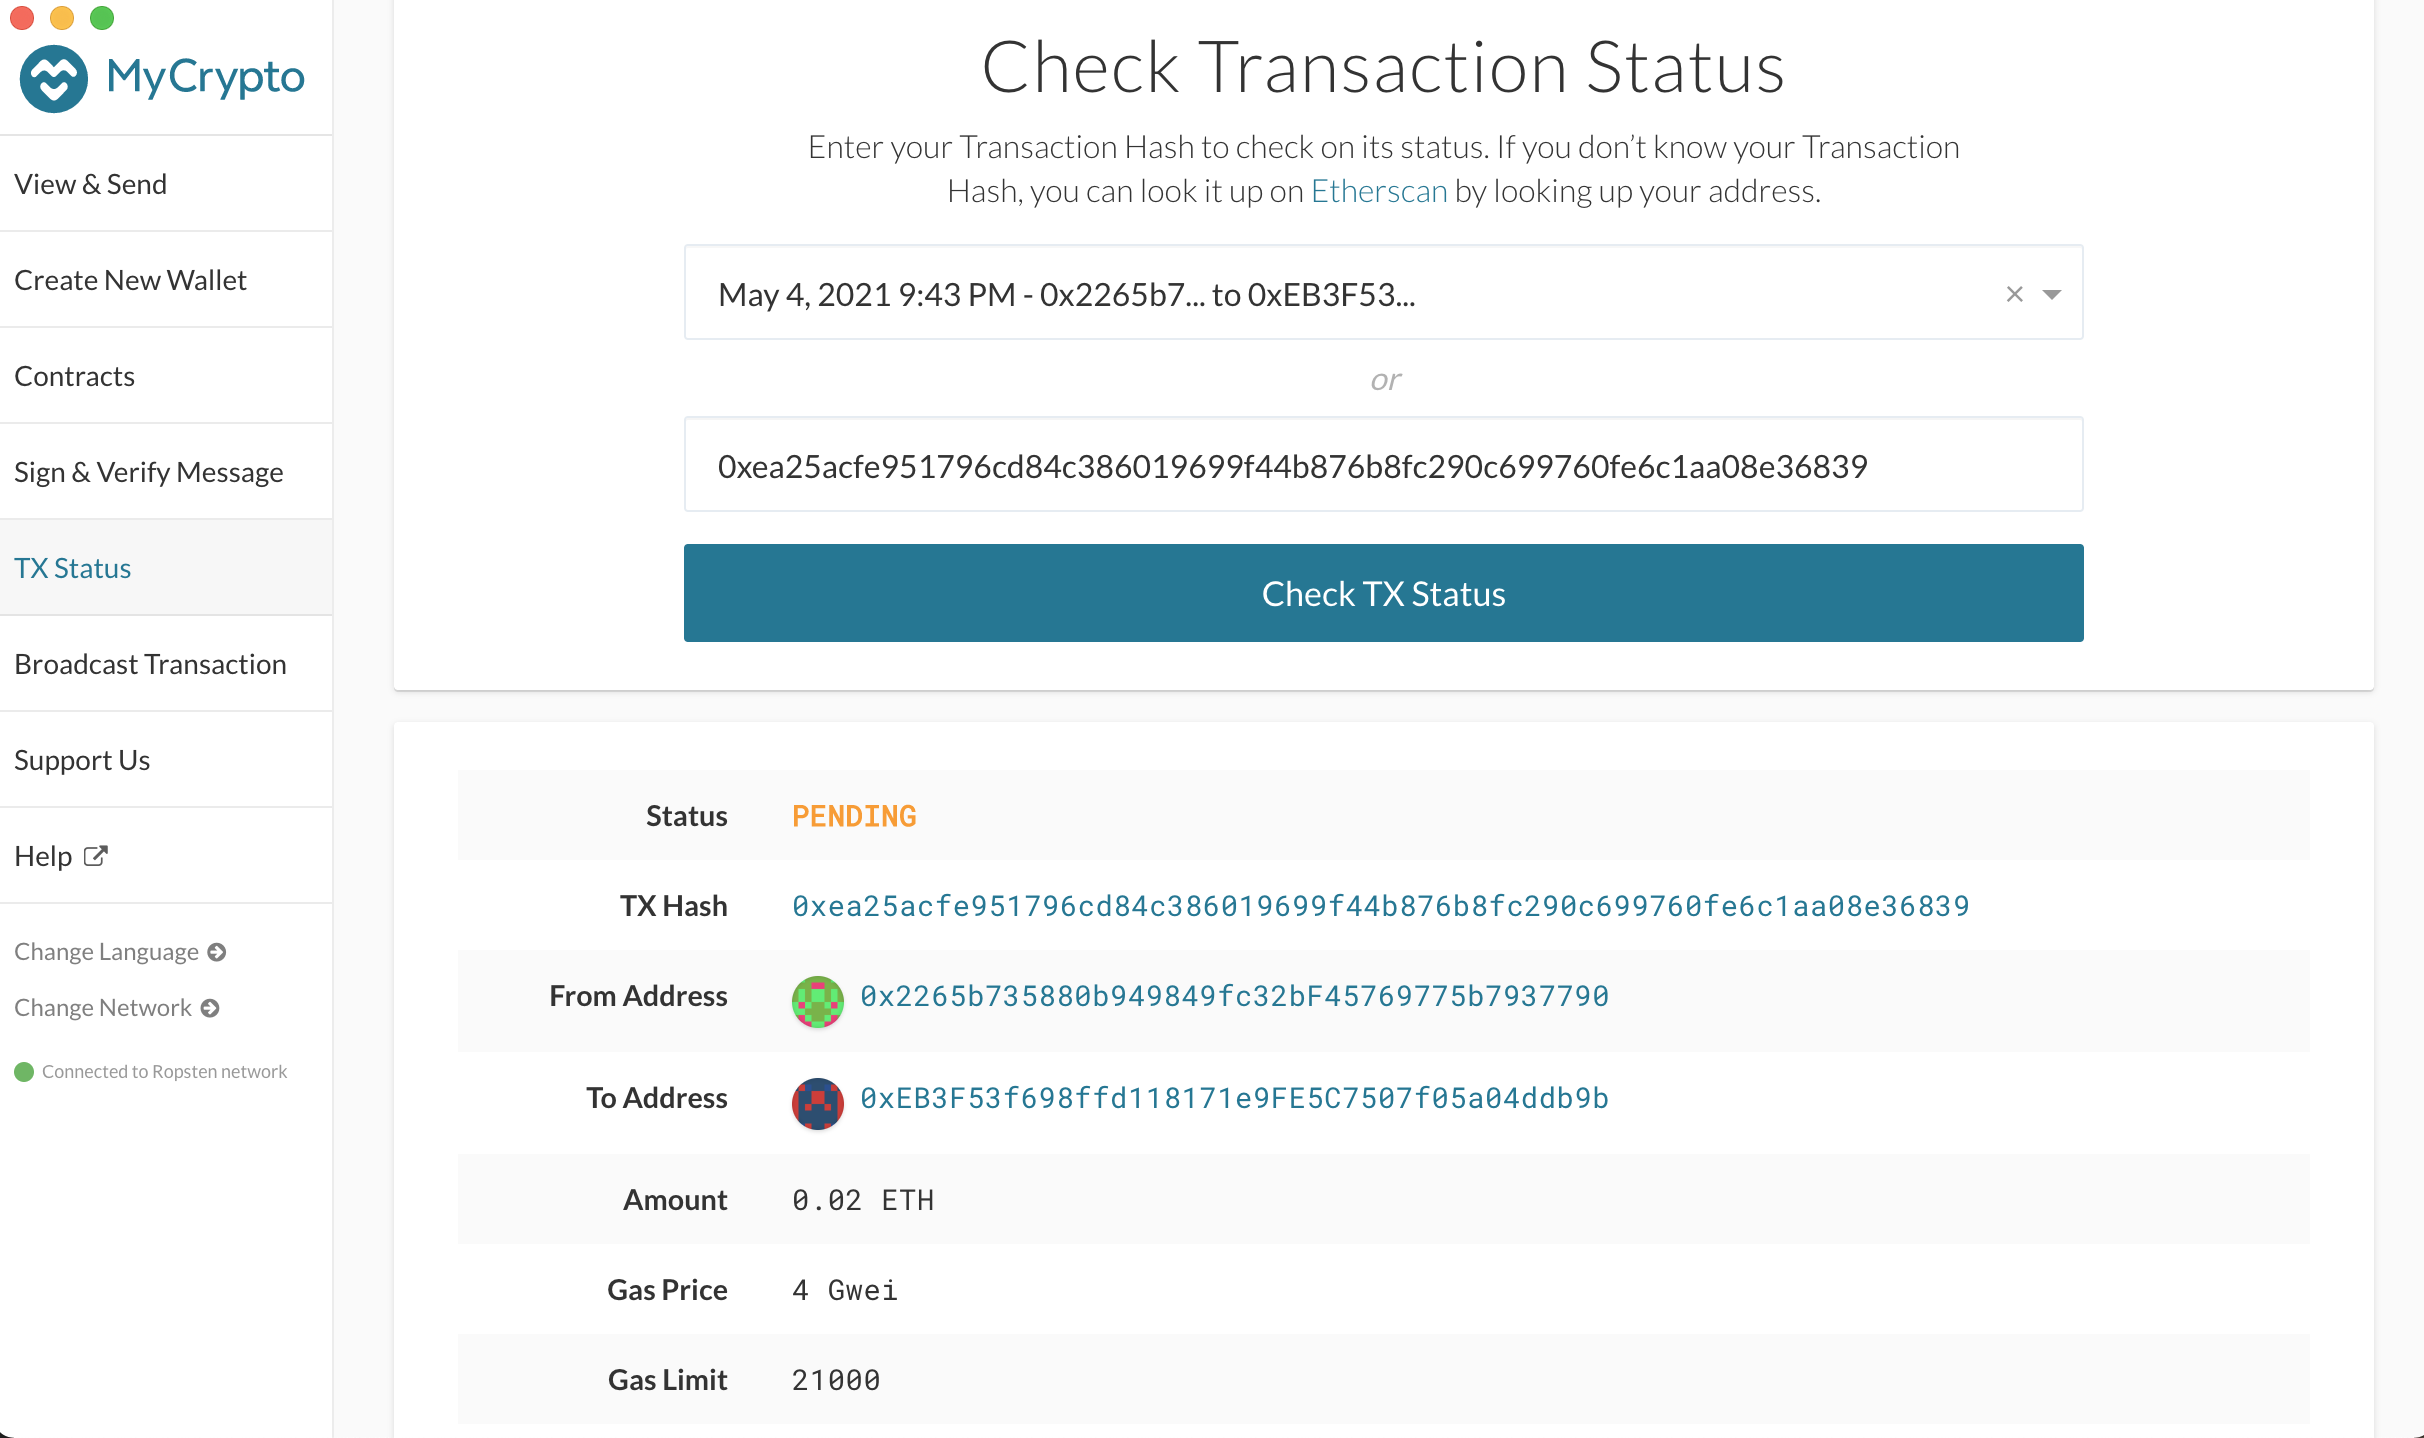 MyCrypto
View & Send
Create New Wallet
Contracts
Sign & Verify Message
TX Status
Broadcast Transaction
Support Us
Help
Change Language
Change Network
Connected to Ropsten network
Check Transaction Status
Enter your Transaction Hash to check on its status. If you don’t know your Transaction
Hash, you can look it up on Etherscan by looking up your address.
May 4, 2021 9:43 PM - 0x2265b7... to 0xEB3F53...
or
0xea25acfe951796cd84c386019699f44b876b8fc290c699760fe6c1aa08e36839
Check TX Status
Status PENDING
TX Hash 0xea25acfe951796cd84c386019699f44b876b8fc290c699760fe6c1aa08e36839
From Address 0x2265b735880b949849fc32bF45769775b7937790
To Address 0xEB3F53f698ffd118171e9FE5C7507f05a04ddb9b
Amount 0.02 ETH
Gas Price 4 Gwei
Gas Limit 21000